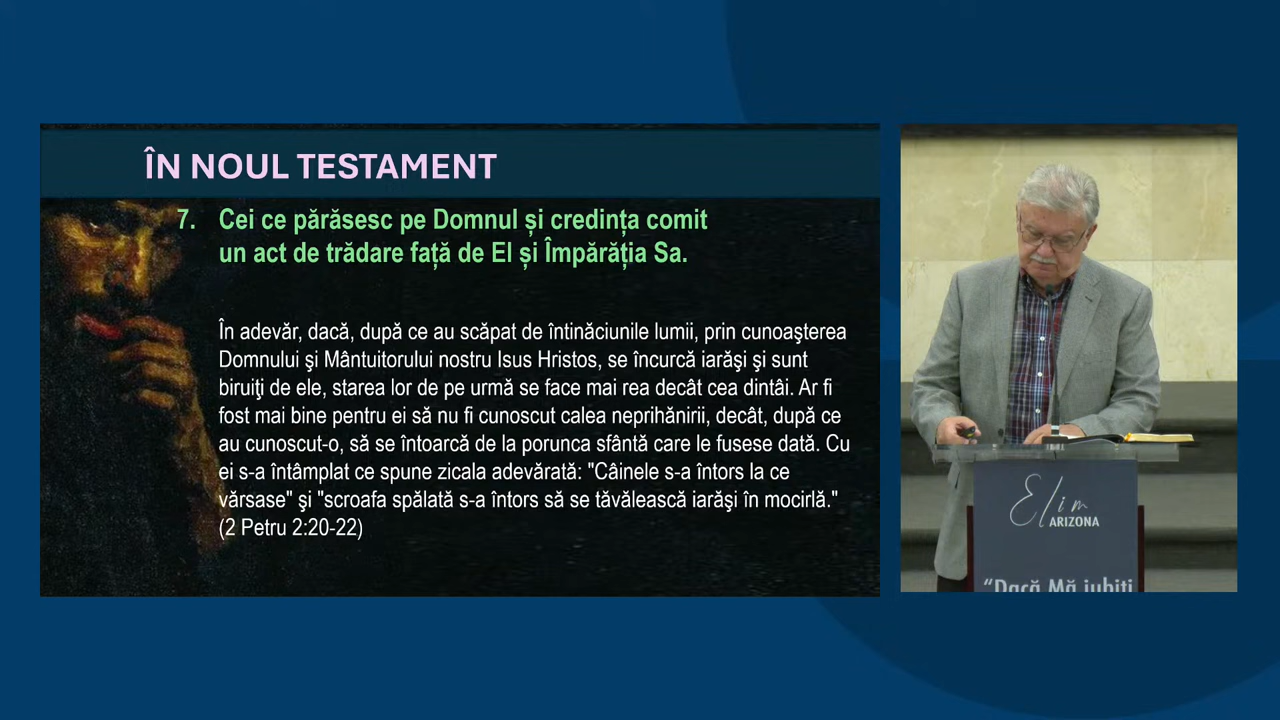 ÎN NOUL TESTAMENT
7. Cei ce părăsesc pe Domnul și credința comit
un act de trădare față de El și Împărăția Sa.
În adevăr, dacă, după ce au scăpat de întinăciunile lumii, prin cunoaşterea
Domnului şi Mântuitorului nostru Isus Hristos, se încurcă iarăşi şi sunt
biruiţi de ele, starea lor de pe urmă se face mai rea decât cea dintâi. Ar fi
fost mai bine pentru ei să nu fi cunoscut calea neprihănirii, decât, după ce
au cunoscut-o, să se întoarcă de la porunca sfântă care le fusese dată. Cu
ei s-a întâmplat ce spune zicala adevărată: "Câinele s-a întors la ce
vărsase" şi "scroafa spălată s-a întors să se tăvălească iarăşi în mocirlă."
(2 Petru 2:20-22)
Elim
ARIZONA
“Dacă Mă iubiți